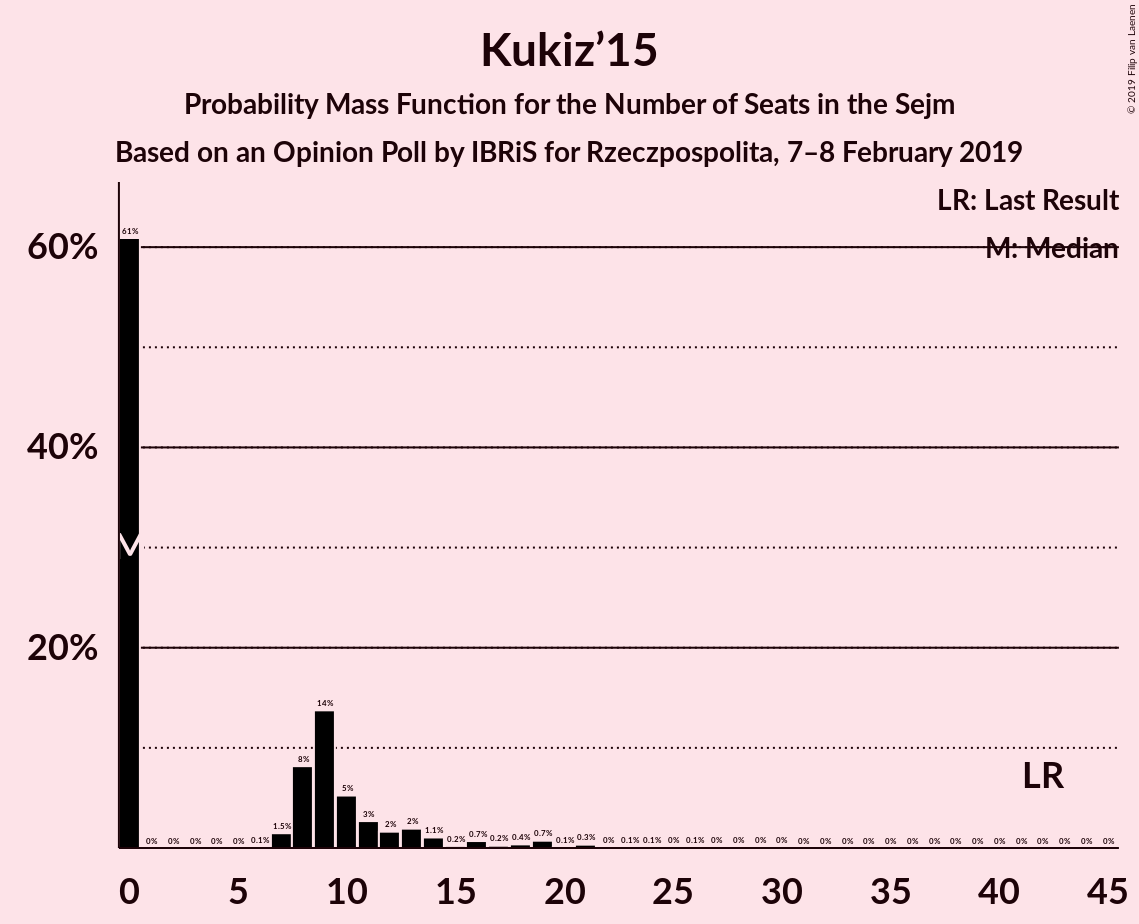 Kukiz’15
Probability Mass Function for the Number of Seats in the Sejm
Based on an Opinion Poll by IBRiS for Rzeczpospolita, 7–8 February 2019
© 2019 Filip van Laenen
LR: Last Result
M: Median
60%
40%
20%
61% 0% 0% 0% 0% 0% 0.1% 1.5% 8% 14% 5% 3% 2% 2% 1.1% 0.2% 0.7% 0.2% 0.4% 0.7% 0.1% 0.3% 0% 0.1% 0.1% 0% 0.1% 0% 0% 0% 0% 0% 0% 0% 0% 0% 0% 0% 0% 0% 0% 0% 0% 0% 0% 0%
LR
0 5 10 15 20 25 30 35 40 45